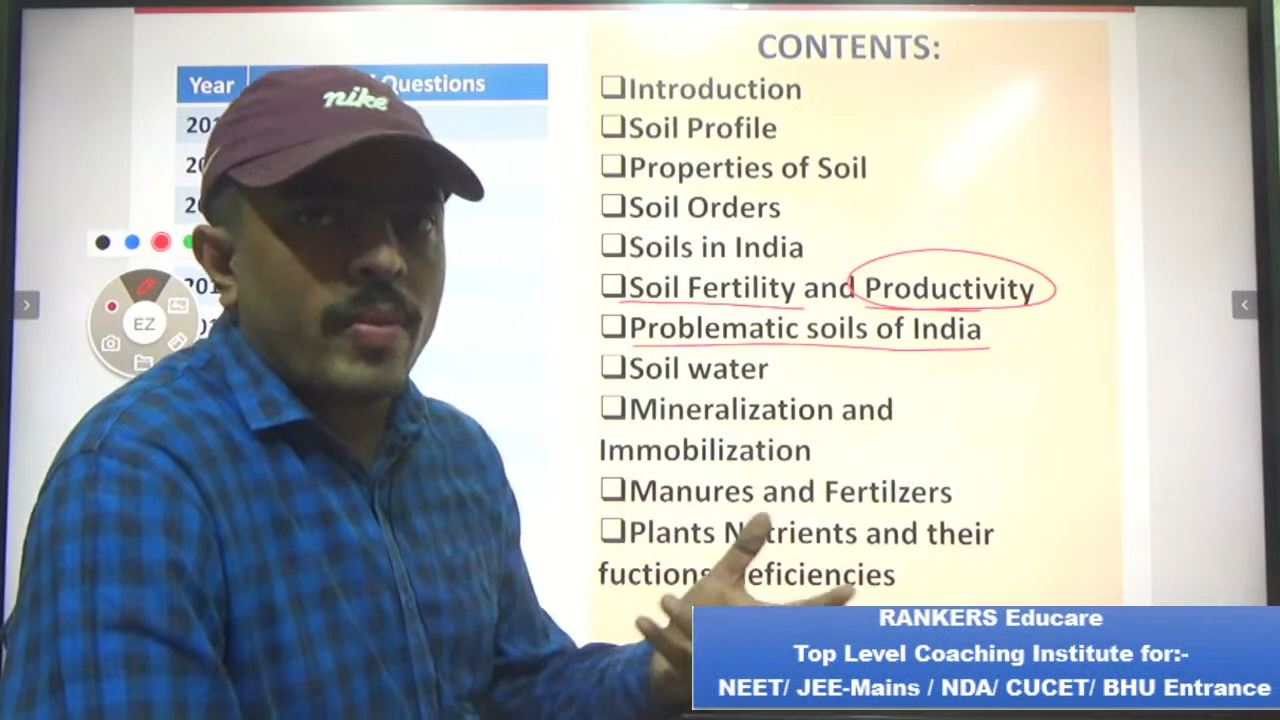 Year
Questions
nike
EZ
CONTENTS:
❑Introduction
❑Soil Profile
❑Properties of Soil
❑Soil Orders
❑Soils in India
❑Soil Fertility and Productivity
❑Problematic soils of India
❑Soil water
❑Mineralization and
Immobilization
❑Manures and Fertilzers
❑Plants and their
RANKERS Educare
Top Level Coaching Institute for:-
NEET/ JEE-Mains / NDA/ CUCET/ BHU Entrance